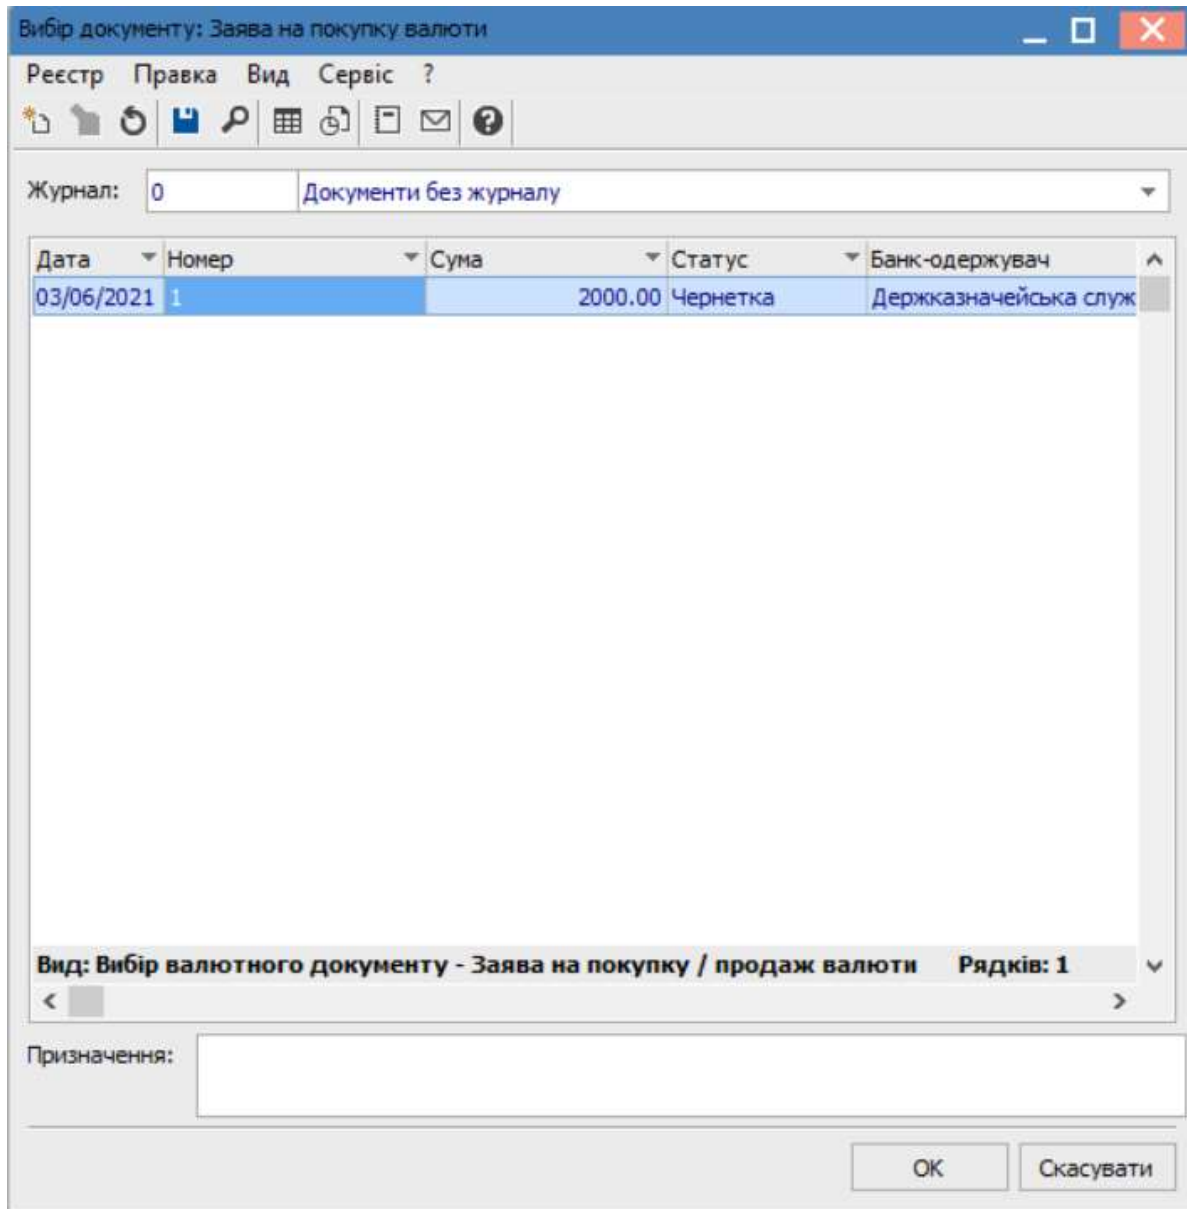 Вибір документу: Заява на покупку валюти
Реєстр Правка Вид Сервіс ?
Журнал: 0 Документи без журналу
Дата Номер Сума Статус Банк-одержувач
03/06/2021 1 2000.00 Чернетка Держказначейська служ
Вид: Вибір валютного документу - Заява на покупку / продаж валюти Рядків: 1
Призначення:
OK Скасувати